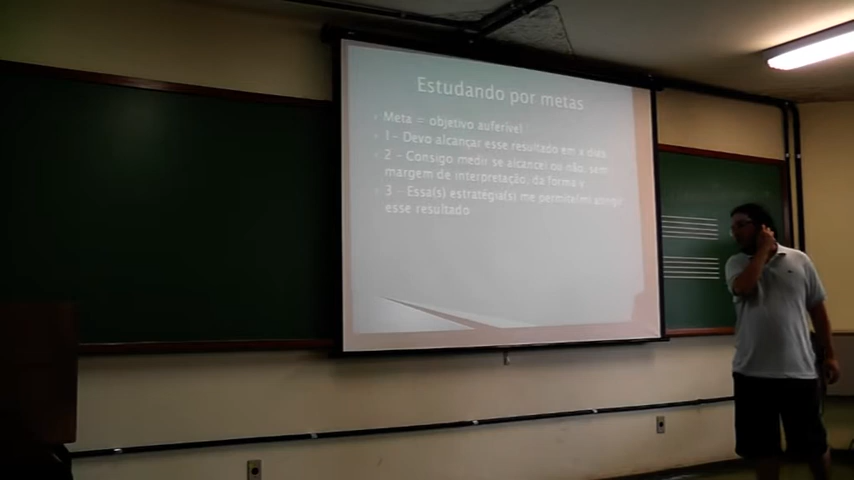 Estudando por metas
Meta = objetivo auferível
1 - Devo alcançar esse resultado em x dias
2 - Consigo medir se alcancei ou não, sem
margem de interpretação, da forma y
3 - Essa(s) estratégia(s) me permite(m) atingir
esse resultado